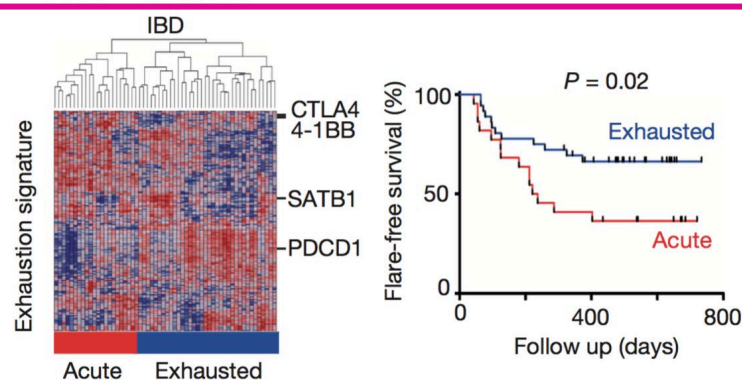 IBD
CTLA4
4-1BB
SATB1
PDCD1
Exhaustion signature
Acute
Exhausted
P = 0.02
Flare-free survival (%)
100
50
0
Exhausted
Acute
0
400
800
Follow up (days)